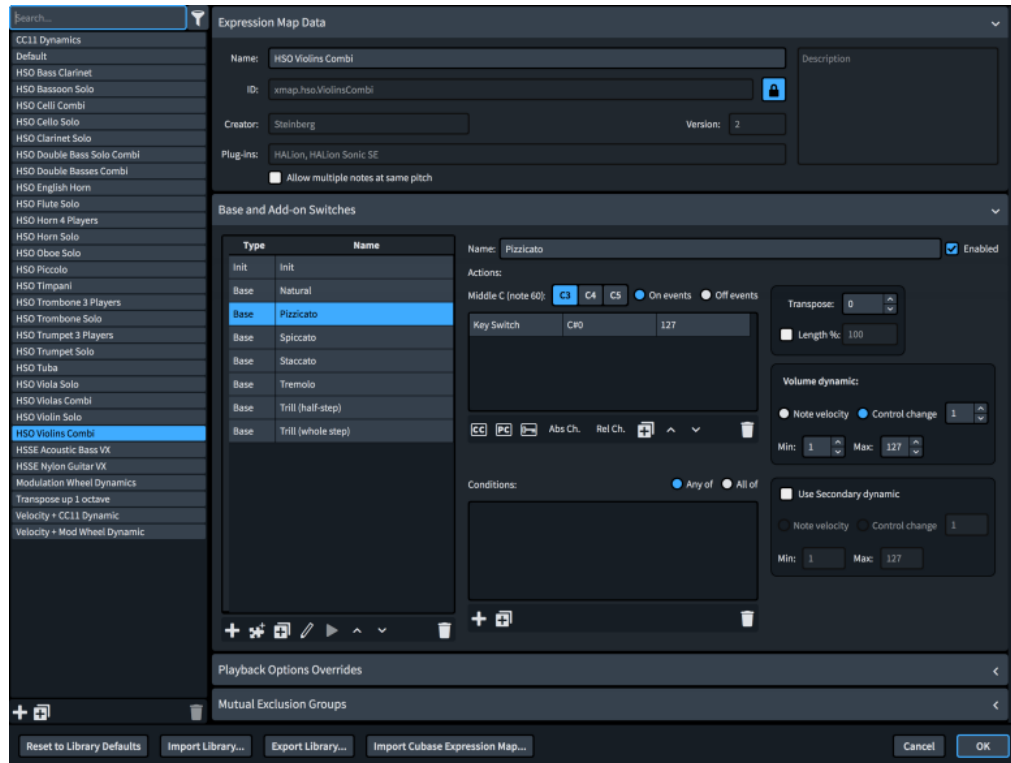 Search...
CC11 Dynamics
Default
HSO Bass Clarinet
HSO Bassoon Solo
HSO Celli Combi
HSO Cello Solo
HSO Clarinet Solo
HSO Double Bass Solo Combi
HSO Double Basses Combi
HSO English Horn
HSO Flute Solo
HSO Horn 4 Players
HSO Horn Solo
HSO Oboe Solo
HSO Piccolo
HSO Timpani
HSO Trombone 3 Players
HSO Trombone Solo
HSO Trumpet 3 Players
HSO Trumpet Solo
HSO Tuba
HSO Viola Solo
HSO Violas Combi
HSO Violin Solo
HSO Violins Combi
HSSE Acoustic Bass VX
HSSE Nylon Guitar VX
Modulation Wheel Dynamics
Transpose up 1 octave
Velocity + CC11 Dynamic
Velocity + Mod Wheel Dynamic
Expression Map Data
Name: HSO Violins Combi
Description
ID: xmap.hso.ViolinsCombi
Creator: Steinberg Version: 2
Plug-ins: HALion, HALion Sonic SE
Allow multiple notes at same pitch
Base and Add-on Switches
Type Name
Init Init
Base Natural
Base Pizzicato
Base Spiccato
Base Staccato
Base Tremolo
Base Trill (half-step)
Base Trill (whole step)
Name: Pizzicato Enabled
Actions:
Middle C (note 60): C3 C4 C5 On events Off events
Key Switch C#0 127
CC PC Abs Ch. Rel Ch.
Conditions: Any of All of
Transpose: 0
Length %: 100
Volume dynamic:
Note velocity Control change 1
Min: 1 Max: 127
Use Secondary dynamic
Note velocity Control change 1
Min: 1 Max: 127
Playback Options Overrides
Mutual Exclusion Groups
Reset to Library Defaults Import Library... Export Library... Import Cubase Expression Map... Cancel OK